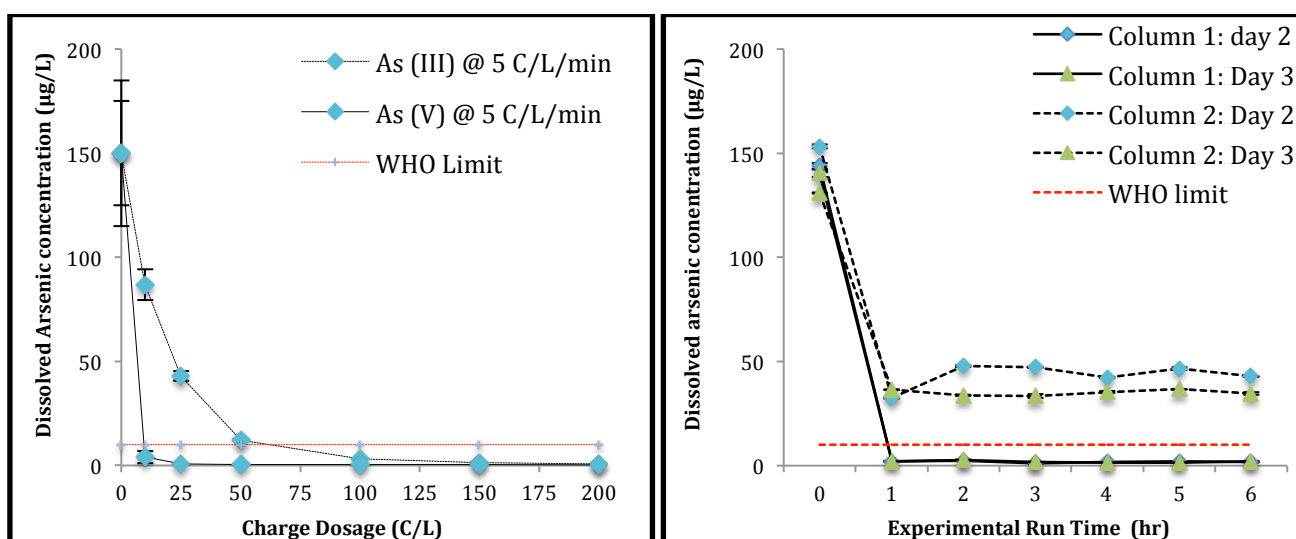 Dissolved Arsenic concentration (µg/L)
200
150
100
50
0
As (III) @ 5 C/L/min
As (V) @ 5 C/L/min
WHO Limit
0 25 50 75 100 125 150 175 200
Charge Dosage (C/L)
Dissolved arsenic conentration (µg/L)
200
150
100
50
0
Column 1: day 2
Column 1: Day 3
Column 2: Day 2
Column 2: Day 3
WHO limit
0 1 2 3 4 5 6
Experimental Run Time (hr)